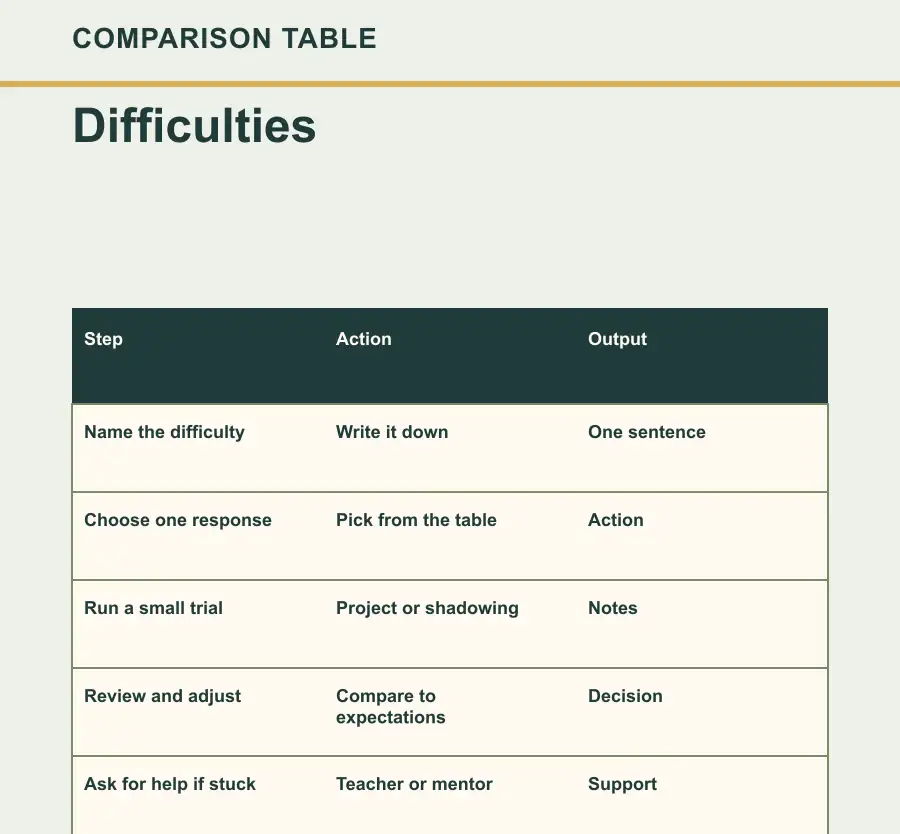 COMPARISON TABLE
Difficulties
Step Action Output
Name the difficulty Write it down One sentence
Choose one response Pick from the table Action
Run a small trial Project or shadowing Notes
Review and adjust Compare to Decision
expectations
Ask for help if stuck Teacher or mentor Support